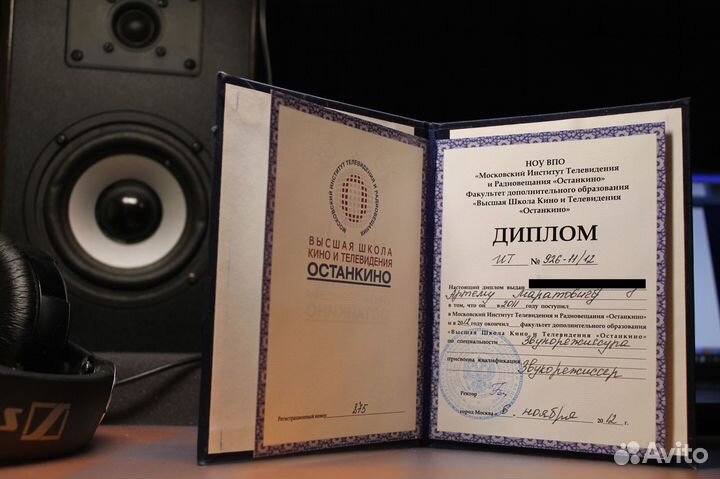 МОСКОВСКИЙ ИНСТИТУТ ТЕЛЕВИДЕНИЯ И РАДИОВЕЩАНИЯ
ВЫСШАЯ ШКОЛА
КИНО И ТЕЛЕВИДЕНИЯ
ОСТАНКИНО
Регистрационный номер 275
НОУ ВПО
«Московский Институт Телевидения
и Радиовещания «Останкино»
Факультет дополнительного образования
«Высшая Школа Кино и Телевидения
«Останкино»
ДИПЛОМ
ИТ № 926-11/12
Настоящий диплом выдан
Артему Маратовичу
в том, что он в 2011 году поступил
в Московский Институт Телевидения и Радиовещания «Останкино»
и в 2012 окончил факультет дополнительного образования
«Высшая Школа Кино и Телевидения «Останкино»
по специальности Звукорежиссура
присвоена квалификация
Звукорежиссер
Ректор
город Москва 5 ноября 2012 г.
Avito